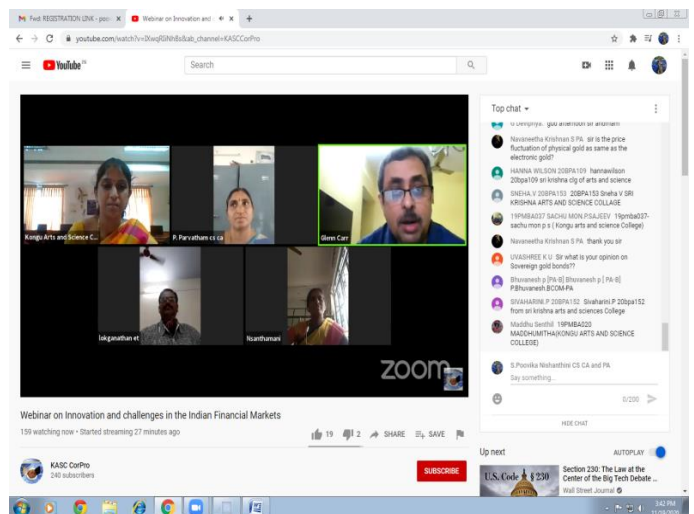 Fwd: REGISTRATION LINK - poo
Webinar on Innovation and
youtube.com/watch?v=
&ab_channel=KASCCorPro
YouTube
Search
Kongu Arts and Science C...
P. Parvatham cs ca
Glenn Carr
lokganathan et
Nsanthamani
zoom
Webinar on Innovation and challenges in the Indian Financial Markets
159 watching now • Started streaming 27 minutes ago
19
2
SHARE
SAVE
KASC CorPro
240 subscribers
SUBSCRIBE
Top chat
Navaneetha Krishnan S PA sir is the price
fluctuation of physical gold as same as the
electronic gold?
HANNA WILSON 20BPA109 hannawilson
20bpa109 sri krishna clg of arts and science
SNEHA.V 20BPA153 20BPA153 Sneha V SRI
KRISHNA ARTS AND SCIENCE COLLAGE
19PMBA037 SACHU MON.P.SAJEEV 19pmba037-
sachu mon p s ( Kongu arts and science College)
Navaneetha Krishnan S PA thank you sir
UVASHREE K U Sir what is your opinion on
Sovereign gold bonds??
Bhuvanesh p [PA-B] Bhuvanesh p [ PA-B]
P.Bhuvanesh.BCOM-PA
SIVAHARINI.P 20BPA152 Sivaharini.P 20bpa152
from sri krishna arts and sciences College
Maddhu Senthil 19PMBA020
MADDHUMITHA(KONGU ARTS AND SCIENCE
COLLEGE)
S.Poovika Nishanthini CS CA and PA
Say something...
0/200
HIDE CHAT
Up next
AUTOPLAY
U.S. Code § 230
Section 230: The Law at the
Center of the Big Tech Debate ...
Wall Street Journal
3:42 PM